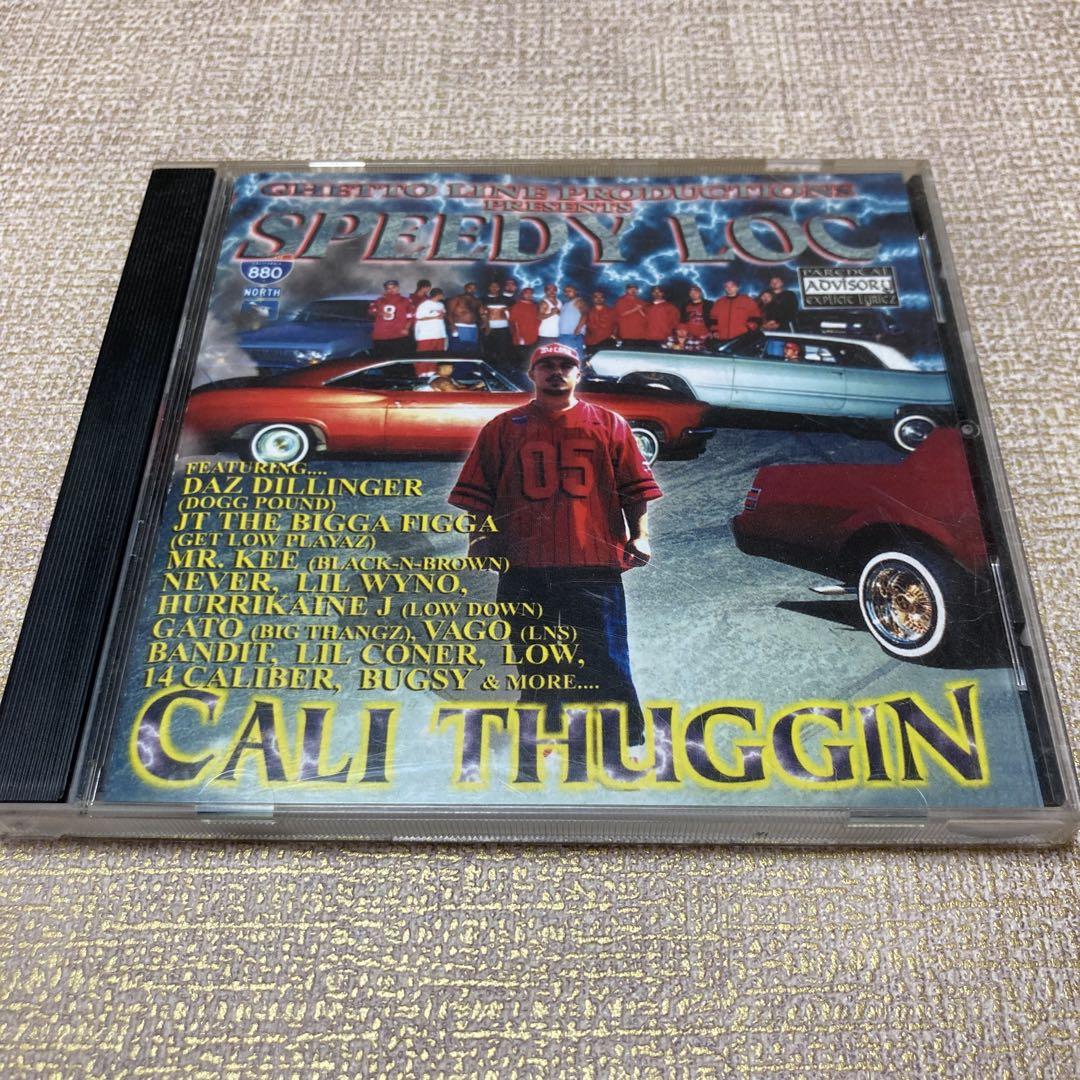 GHETTO LINE PRODUCTIONS
PRESENTS
SPEEDY LOC
CALIFORNIA
880
NORTH
PARENTAL
ADVISORY
EXPLICIT LYRICZ
8
05
FEATURING....
DAZ DILLINGER
(DOGG POUND)
JT THE BIGGA FIGGA
(GET LOW PLAYAZ)
MR. KEE (BLACK-N-BROWN)
NEVER, LIL WYNO,
HURRIKAINE J (LOW DOWN)
GATO (BIG THANGZ), VAGO (LNS)
BANDIT, LIL CONER, LOW,
14 CALIBER, BUGSY & MORE....
CALI THUGGIN